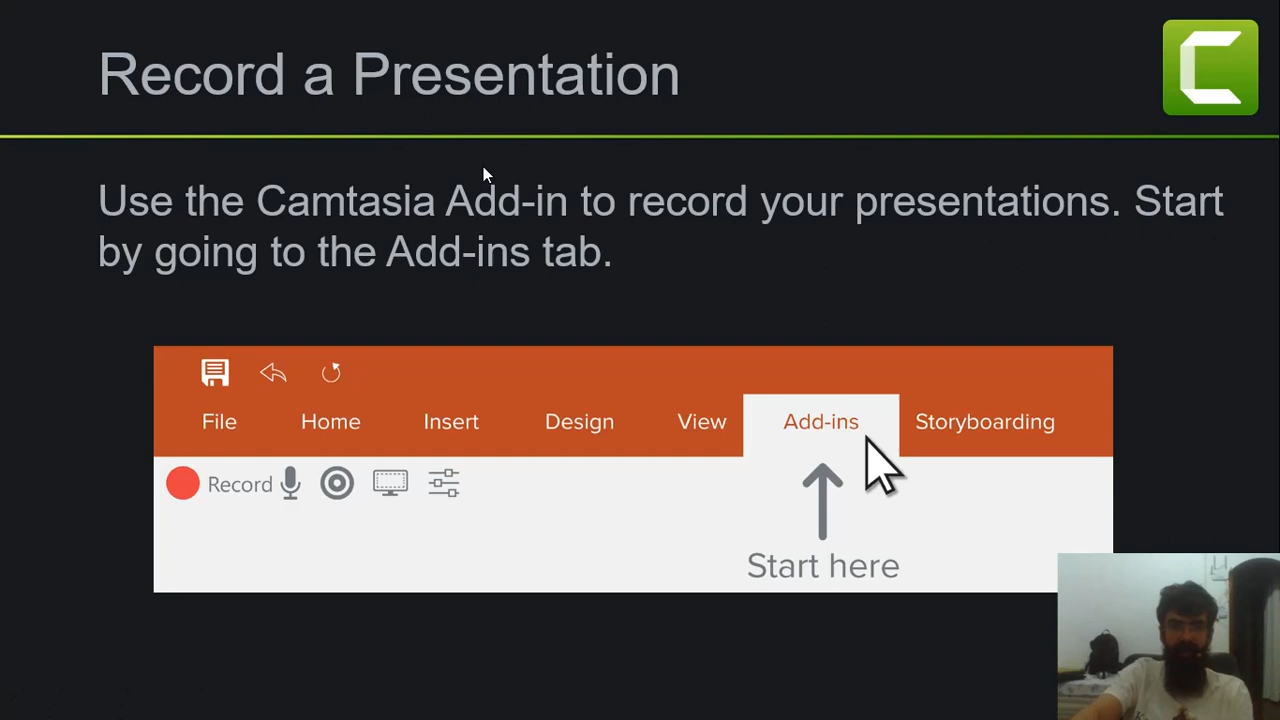 Record a Presentation
Use the Camtasia Add-in to record your presentations. Start
by going to the Add-ins tab.
File Home Insert Design View Add-ins Storyboarding
Record
Start here